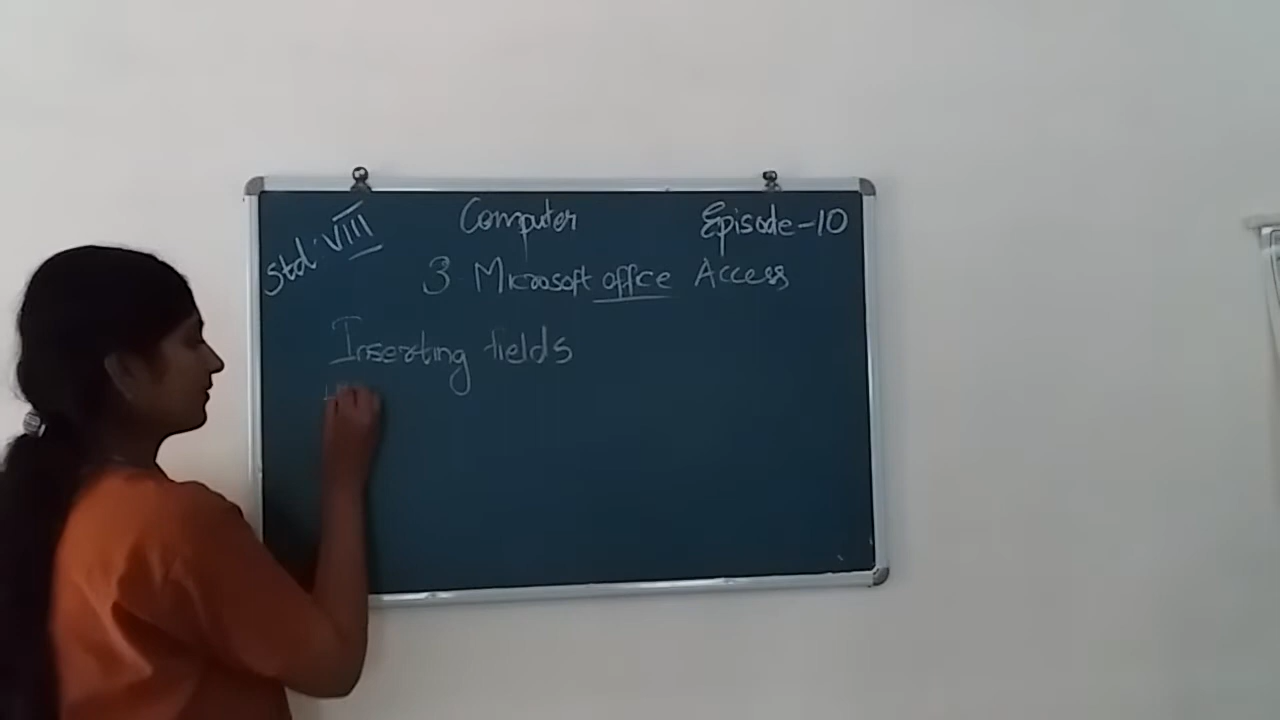 Std: VIII Computer Episode-10
3 Microsoft office Access
Inserting fields